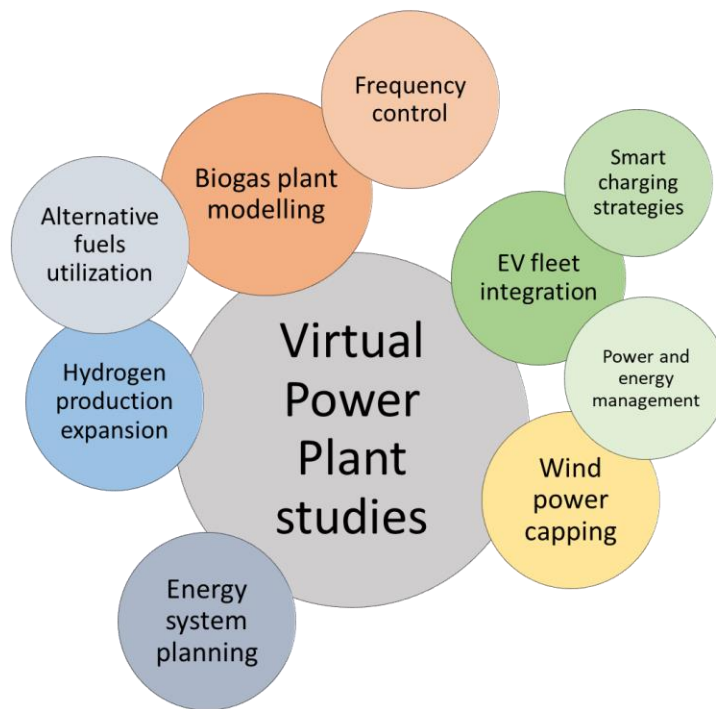 Frequency
control
Biogas plant
modelling
Smart
charging
strategies
Alternative
fuels
utilization
EV fleet
integration
Virtual
Power
Plant
studies
Hydrogen
production
expansion
Power and
energy
management
Wind
power
capping
Energy
system
planning